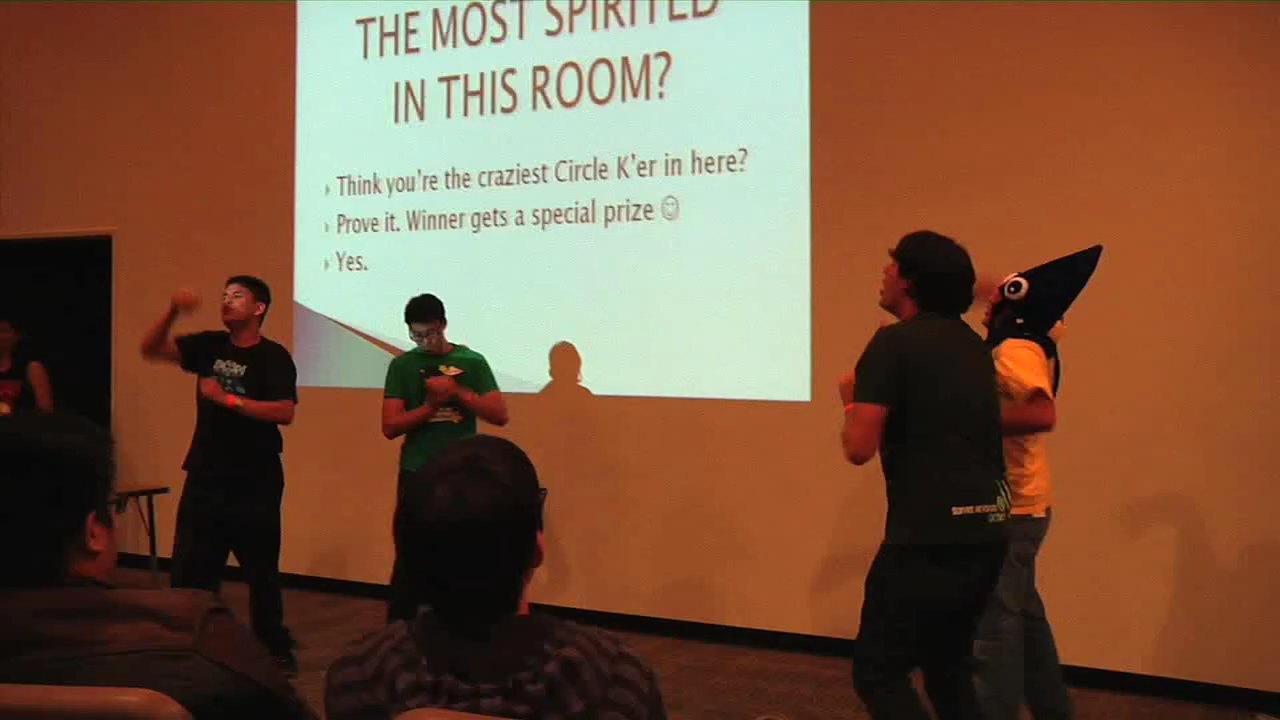 THE MOST SPIRITED
IN THIS ROOM?
Think you're the craziest Circle K'er in here?
Prove it. Winner gets a special prize ☺
Yes.